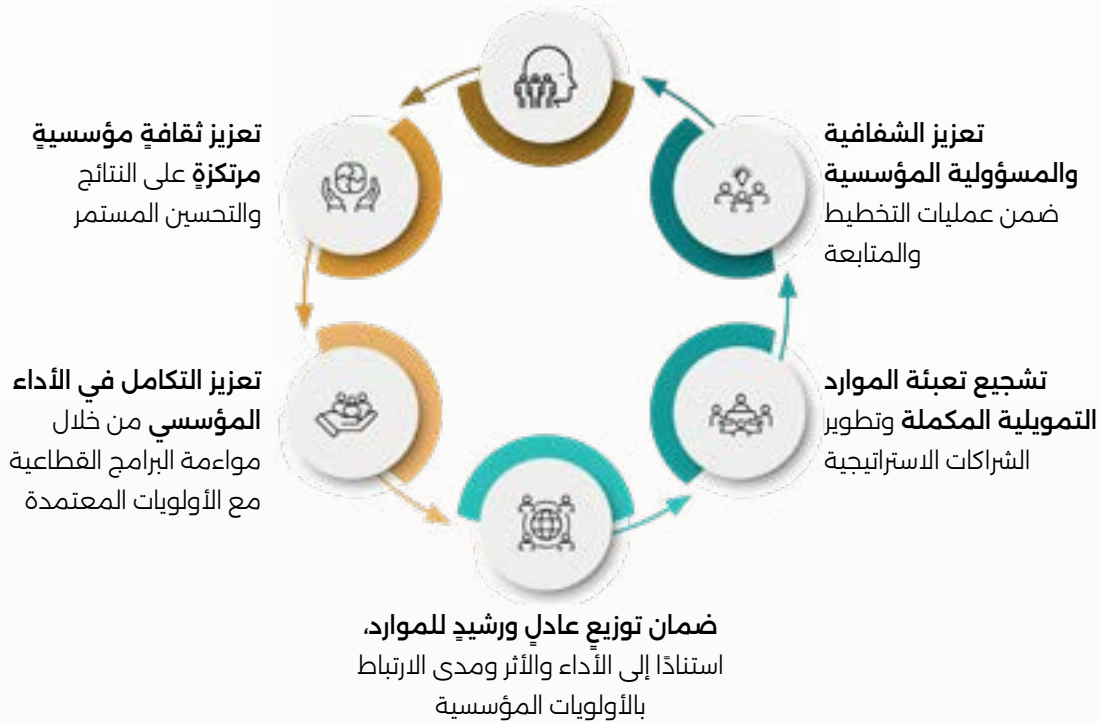 تعزيز الشفافية
والمسؤولية المؤسسية
ضمن عمليات التخطيط
والمتابعة
تعزيز ثقافةٍ مؤسسيةٍ
مرتكزةٍ على النتائج
والتحسين المستمر
تشجيع تعبئة الموارد
التمويلية المكملة وتطوير
الشراكات الاستراتيجية
تعزيز التكامل في الأداء
المؤسسي من خلال
مواءمة البرامج القطاعية
مع الأولويات المعتمدة
ضمان توزيعٍ عادلٍ ورشيدٍ للموارد،
استنادًا إلى الأداء والأثر ومدى الارتباط
بالأولويات المؤسسية